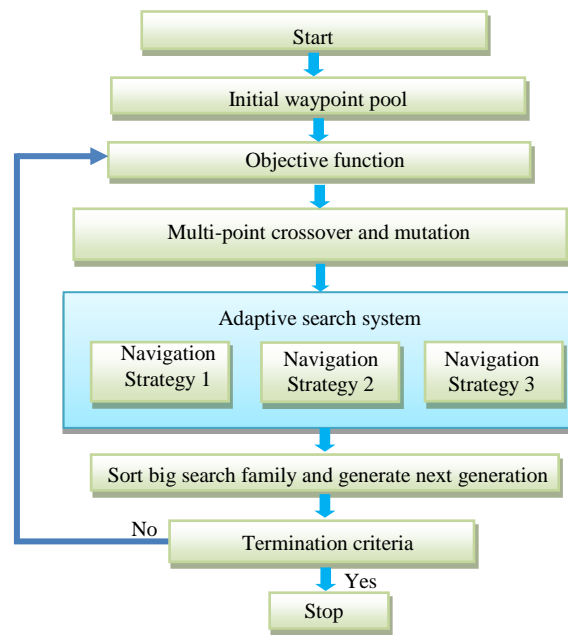 Start
Initial waypoint pool
Objective function
Multi-point crossover and mutation
Adaptive search system
Navigation
Strategy 1
Navigation
Strategy 2
Navigation
Strategy 3
Sort big search family and generate next generation
No
Termination criteria
Yes
Stop